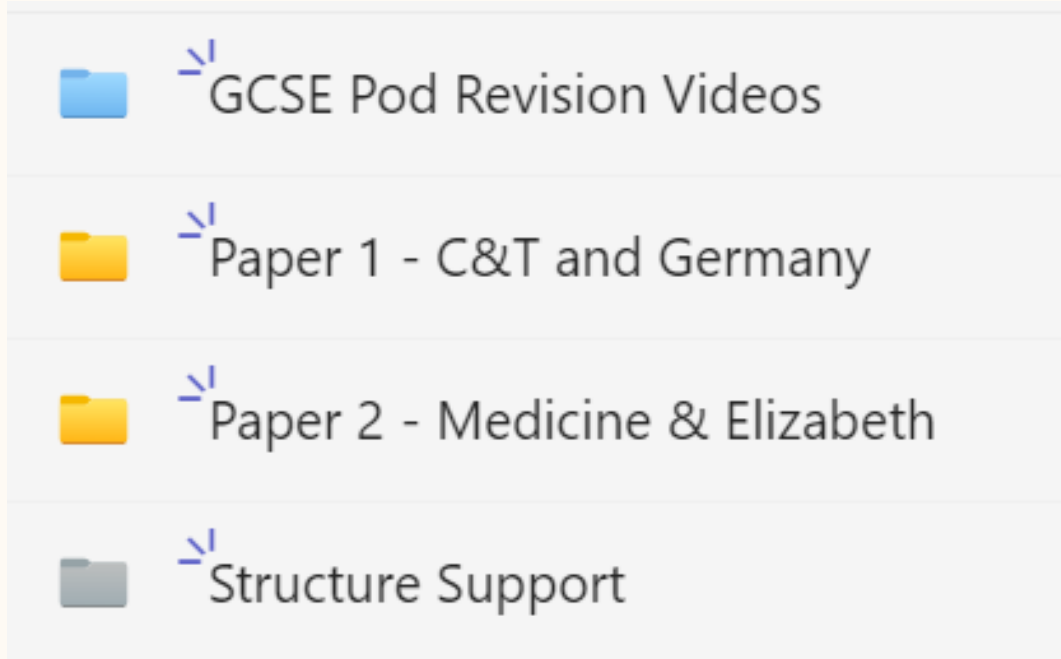 GCSE Pod Revision Videos
Paper 1 - C&T and Germany
Paper 2 - Medicine & Elizabeth
Structure Support